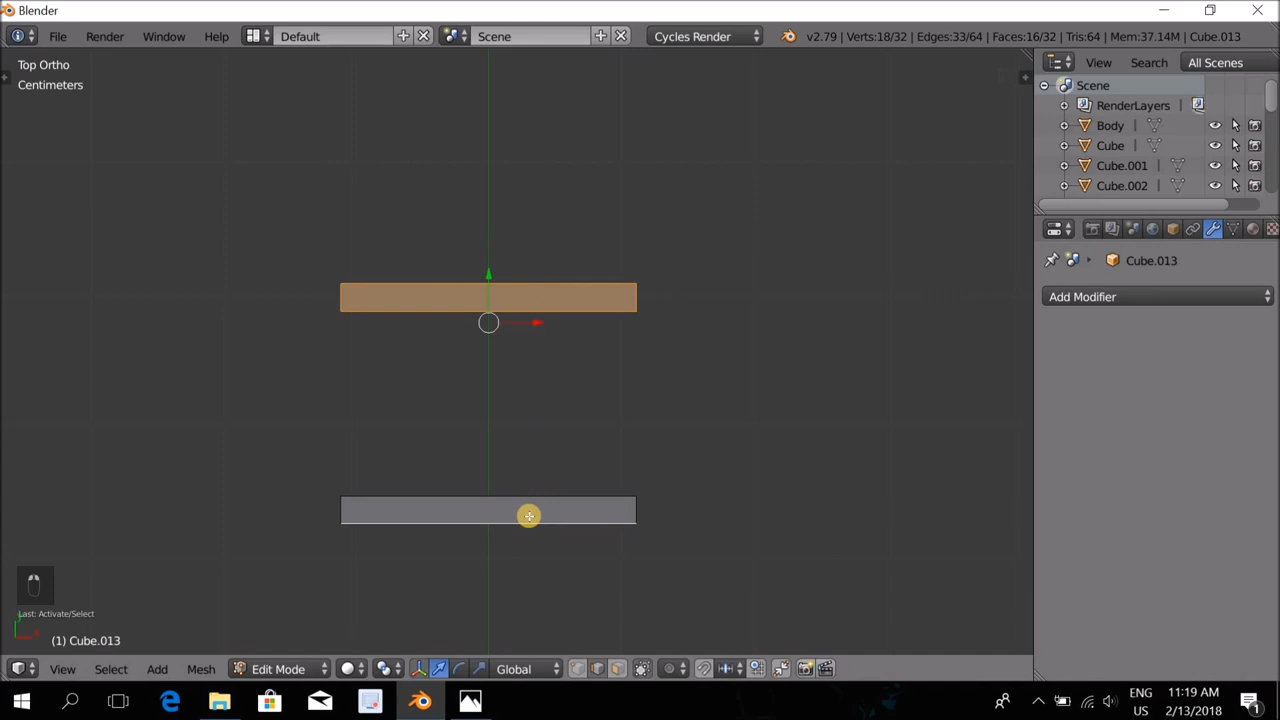 Blender
File Render Window Help Default Scene Cycles Render v2.79 | Verts:18/32 | Edges:33/64 | Faces:16/32 | Tris:64 | Mem:37.14M | Cube.013
Top Ortho
Centimeters
View Search All Scenes
Scene
RenderLayers
Body
Cube
Cube.001
Cube.002
Cube.013
Add Modifier
Last: Activate/Select
(1) Cube.013
View Select Add Mesh Edit Mode Global
ENG 11:19 AM
US 2/13/2018
1